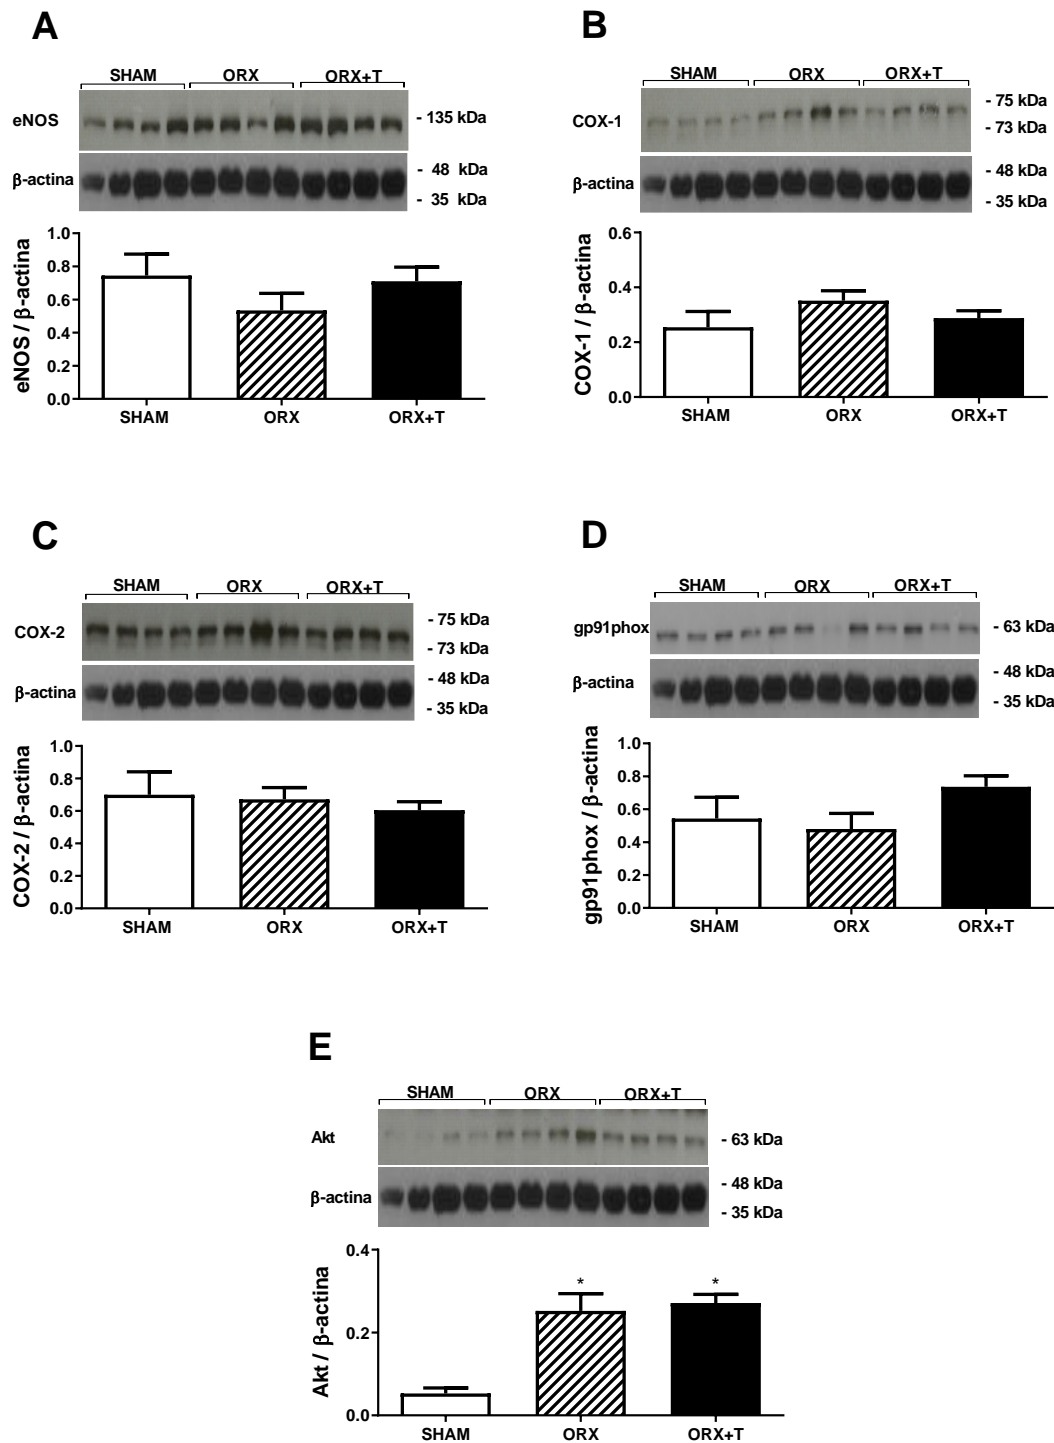 A
SHAM ORX ORX+T
eNOS
- 135 kDa
β-actina
- 48 kDa
- 35 kDa
eNOS / β-actina
1.0
0.8
0.6
0.4
0.2
0.0
SHAM ORX ORX+T
B
SHAM ORX ORX+T
COX-1
- 75 kDa
- 73 kDa
β-actina
- 48 kDa
- 35 kDa
COX-1 / β-actina
0.6
0.4
0.2
0.0
SHAM ORX ORX+T
C
SHAM ORX ORX+T
COX-2
- 75 kDa
- 73 kDa
β-actina
- 48 kDa
- 35 kDa
COX-2 / β-actina
1.0
0.8
0.6
0.4
0.2
0.0
SHAM ORX ORX+T
D
SHAM ORX ORX+T
gp91phox
- 63 kDa
β-actina
- 48 kDa
- 35 kDa
gp91phox / β-actina
1.0
0.8
0.6
0.4
0.2
0.0
SHAM ORX ORX+T
E
SHAM ORX ORX+T
Akt
- 63 kDa
β-actina
- 48 kDa
- 35 kDa
Akt / β-actina
0.4
0.2
0.0
* *
SHAM ORX ORX+T